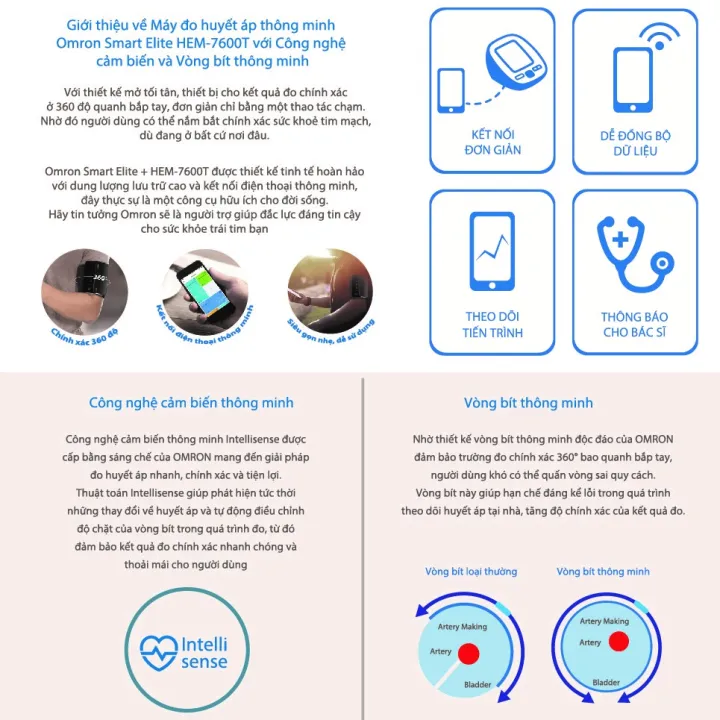 Giới thiệu về Máy đo huyết áp thông minh
Omron Smart Elite HEM-7600T với Công nghệ
cảm biến và Vòng bít thông minh
Với thiết kế mở tối tân, thiết bị cho kết quả đo chính xác
ở 360 độ quanh bắp tay, đơn giản chỉ bằng một thao tác chạm.
Nhờ đó người dùng có thể nắm bắt chính xác sức khoẻ tim mạch,
dù đang ở bất cứ nơi đâu.
Omron Smart Elite + HEM-7600T được thiết kế tinh tế hoàn hảo
với dung lượng lưu trữ cao và kết nối điện thoại thông minh,
đây thực sự là một công cụ hữu ích cho đời sống.
Hãy tin tưởng Omron sẽ là người trợ giúp đắc lực đáng tin cậy
cho sức khỏe trái tim bạn
360°
Chính xác 360 độ
Kết nối điện thoại thông minh
Siêu gọn nhẹ, dễ sử dụng
KẾT NỐI
ĐƠN GIẢN
DỄ ĐỒNG BỘ
DỮ LIỆU
THEO DÕI
TIẾN TRÌNH
THÔNG BÁO
CHO BÁC SĨ
Công nghệ cảm biến thông minh
Công nghệ cảm biến thông minh Intellisense được
cấp bằng sáng chế của OMRON mang đến giải pháp
đo huyết áp nhanh, chính xác và tiện lợi.
Thuật toán Intellisense giúp phát hiện tức thời
những thay đổi về huyết áp và tự động điều chỉnh
độ chặt của vòng bít trong quá trình đo, từ đó
đảm bảo kết quả đo chính xác nhanh chóng và
thoải mái cho người dùng
Intelli
sense
Vòng bít thông minh
Nhờ thiết kế vòng bít thông minh độc đáo của OMRON
đảm bảo trường đo chính xác 360° bao quanh bắp tay,
người dùng khó có thể quấn vòng sai quy cách.
Vòng bít này giúp hạn chế đáng kể lỗi trong quá trình
theo dõi huyết áp tại nhà, tăng độ chính xác của kết quả đo.
Vòng bít loại thường
Artery Making
Artery
Bladder
Vòng bít thông minh
Artery Making
Artery
Bladder